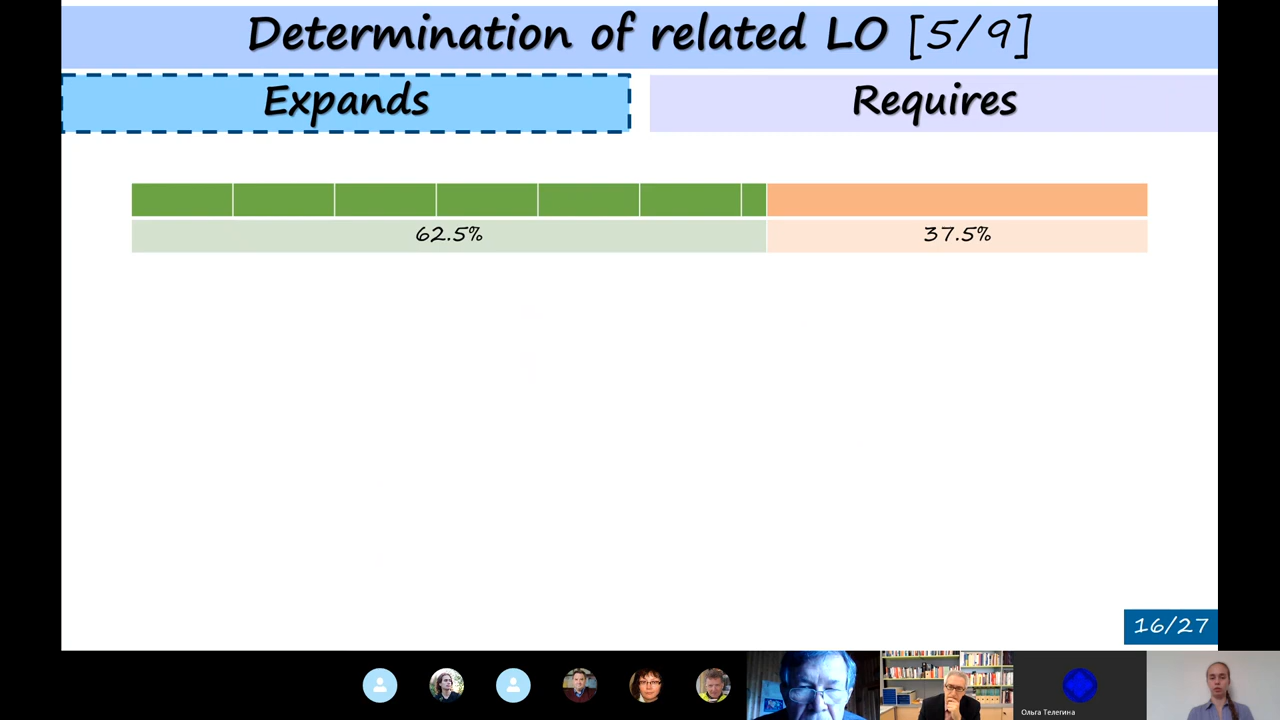 Determination of related LO [5/9]
Expands
Requires
62.5%
37.5%
16/27
Ольга Телегина